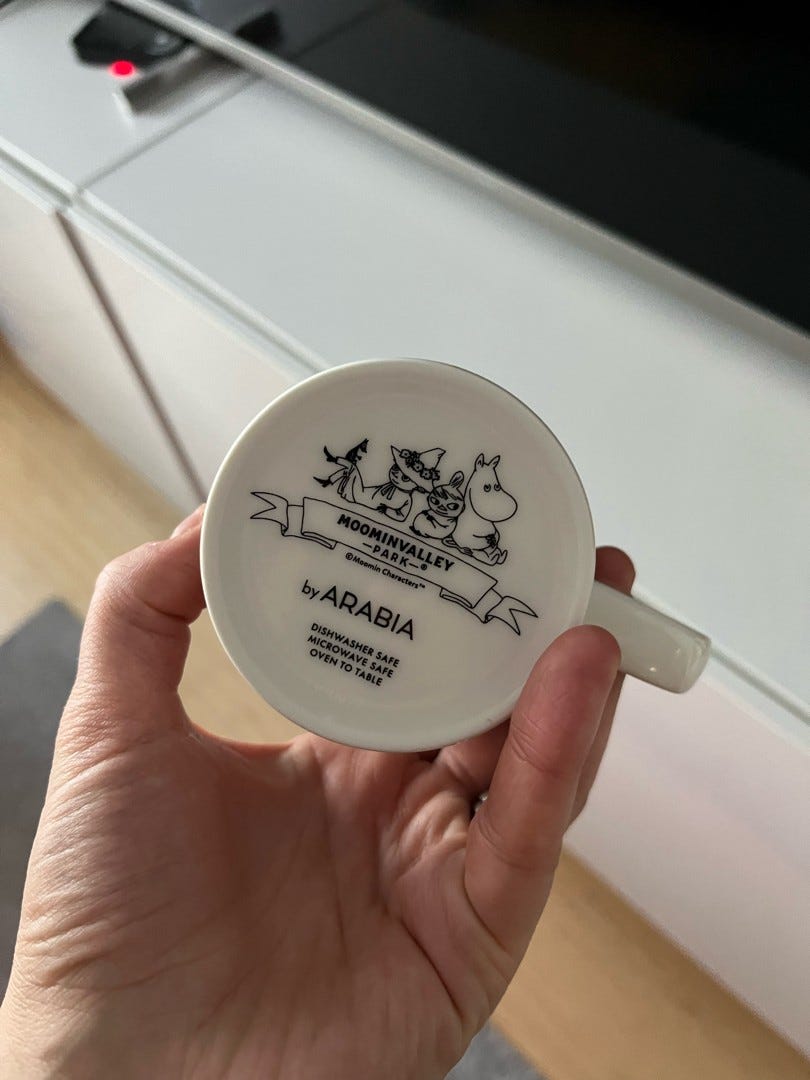 MOOMINVALLEY
—PARK—®
©Moomin Characters™
by ARABIA
DISHWASHER SAFE
MICROWAVE SAFE
OVEN TO TABLE